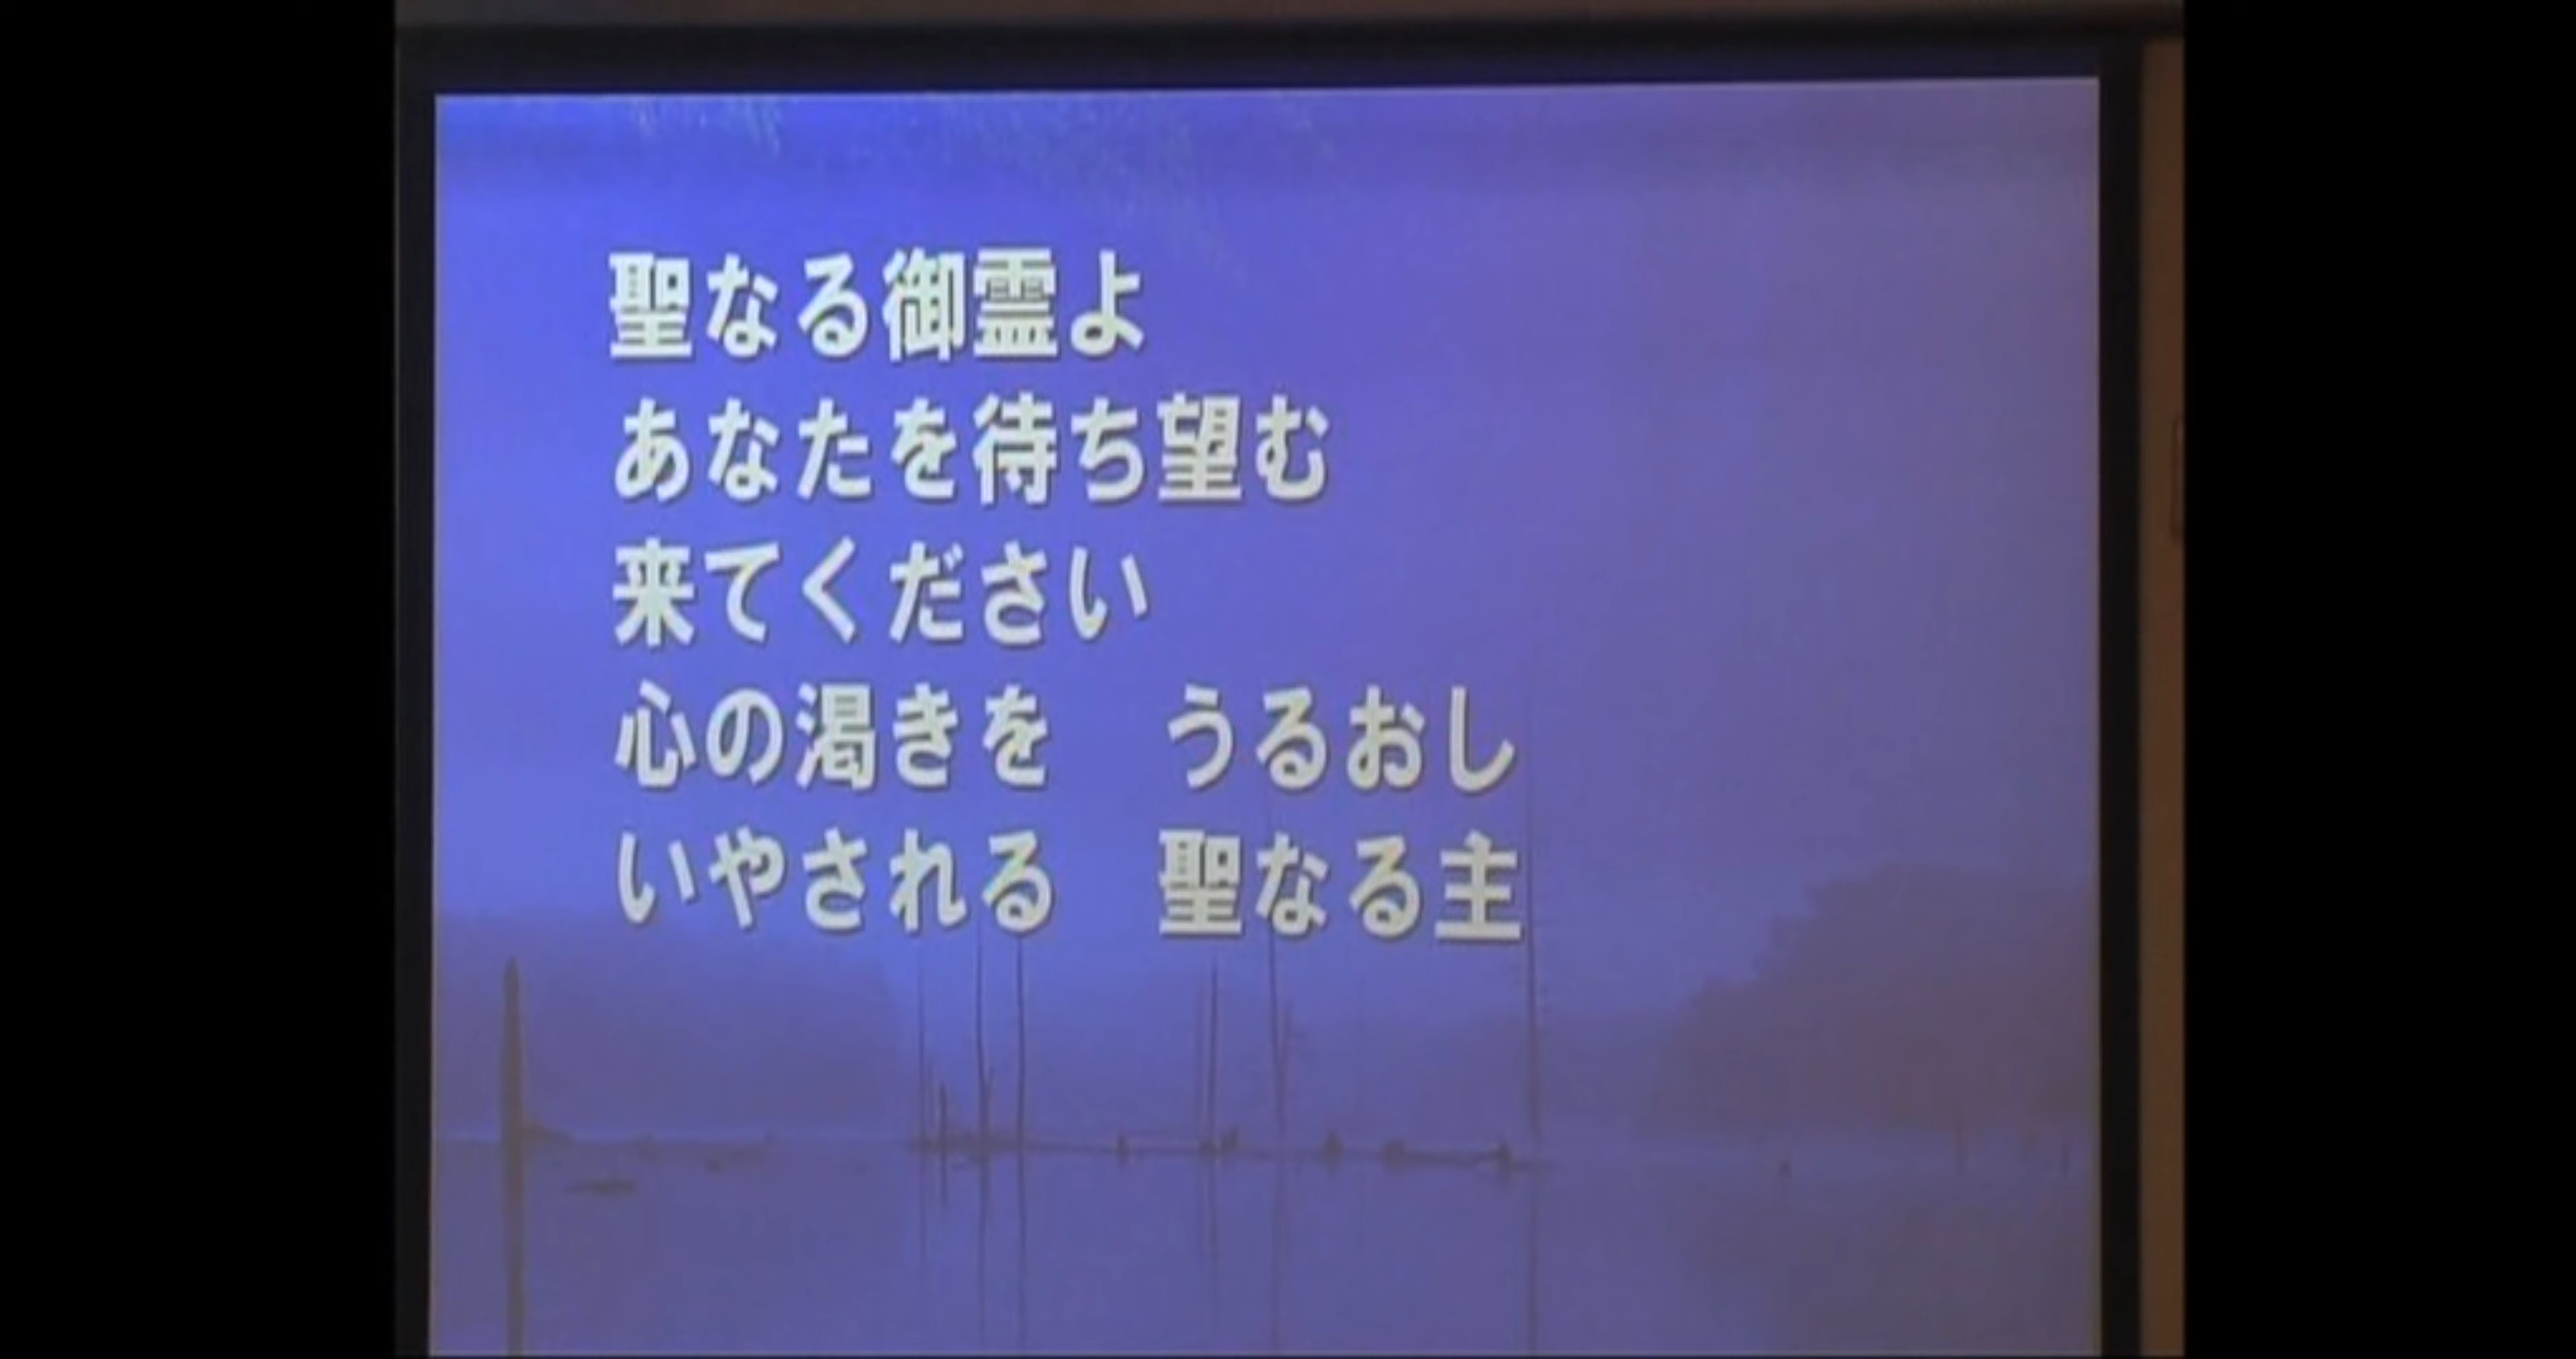 聖なる御霊よ
あなたを待ち望む
来てください
心の渇きを　うるおし
いやされる　聖なる主